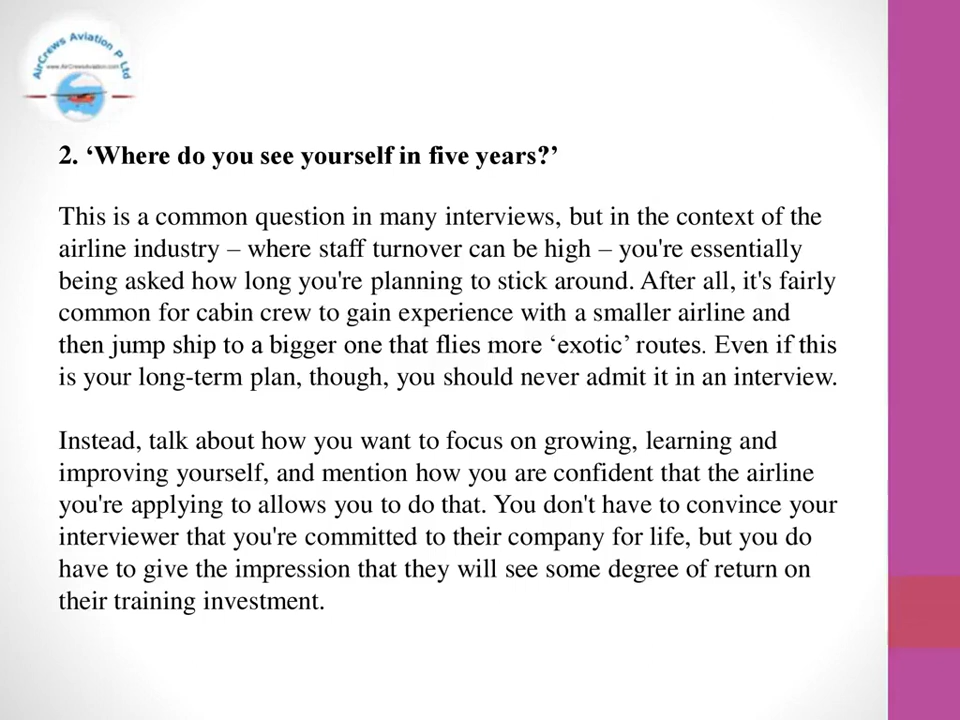 AirCrews Aviation P Ltd
www.AirCrewsAviation.com
2. ‘Where do you see yourself in five years?’
This is a common question in many interviews, but in the context of the
airline industry – where staff turnover can be high – you're essentially
being asked how long you're planning to stick around. After all, it's fairly
common for cabin crew to gain experience with a smaller airline and
then jump ship to a bigger one that flies more ‘exotic’ routes. Even if this
is your long-term plan, though, you should never admit it in an interview.
Instead, talk about how you want to focus on growing, learning and
improving yourself, and mention how you are confident that the airline
you're applying to allows you to do that. You don't have to convince your
interviewer that you're committed to their company for life, but you do
have to give the impression that they will see some degree of return on
their training investment.